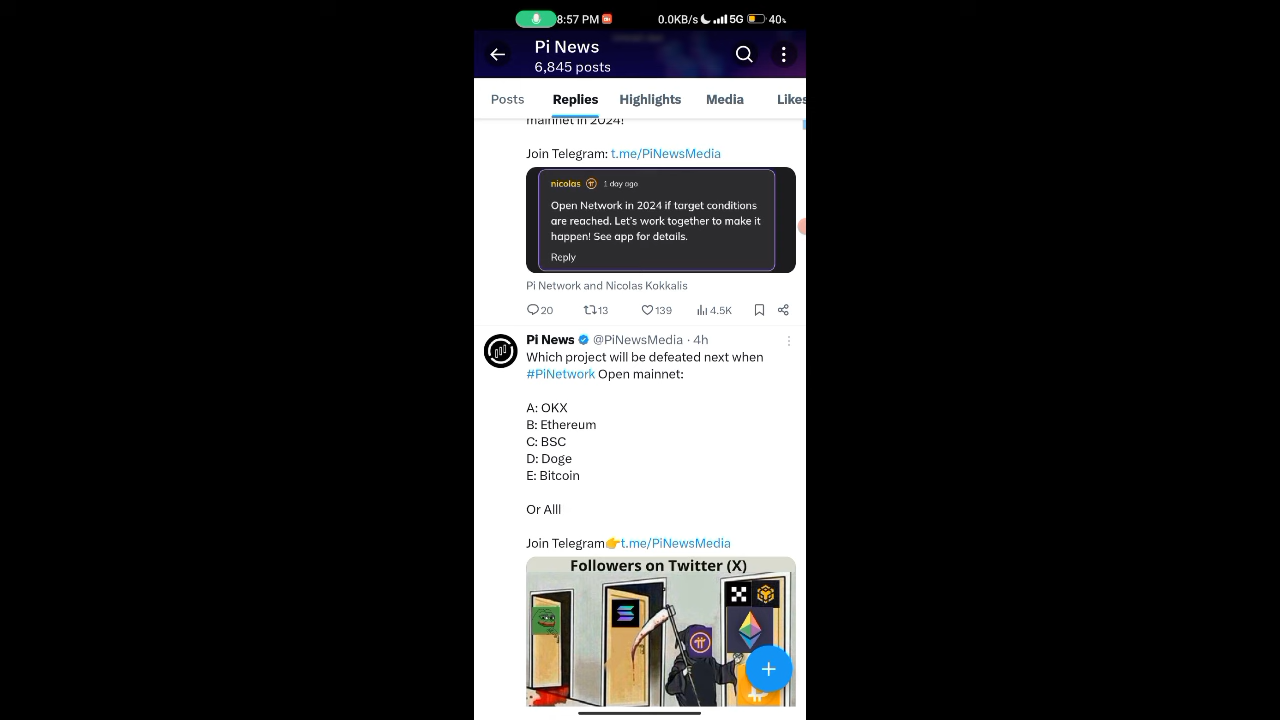 8:57 PM
0.0KB/s
5G
40%
Pi News
6,845 posts
Posts
Replies
Highlights
Media
Likes
mainnet in 2024!
Join Telegram: t.me/PiNewsMedia
nicolas
1 day ago
Open Network in 2024 if target conditions
are reached. Let's work together to make it
happen! See app for details.
Reply
Pi Network and Nicolas Kokkalis
20
13
139
4.5K
Pi News @PiNewsMedia · 4h
Which project will be defeated next when
#PiNetwork Open mainnet:
A: OKX
B: Ethereum
C: BSC
D: Doge
E: Bitcoin
Or Alll
Join Telegram👉t.me/PiNewsMedia
Followers on Twitter (X)